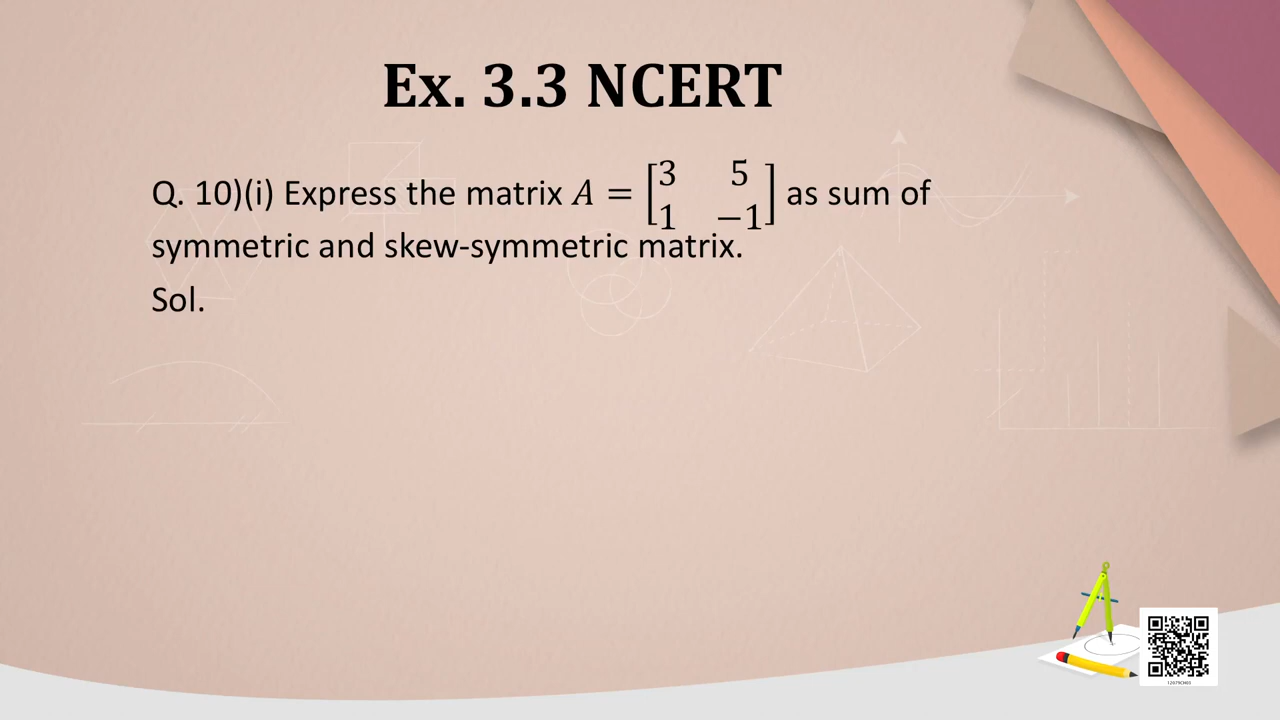 Ex. 3.3 NCERT
Q. 10)(i) Express the matrix A = [3 5; 1 −1] as sum of
symmetric and skew-symmetric matrix.
Sol.
12079CH03